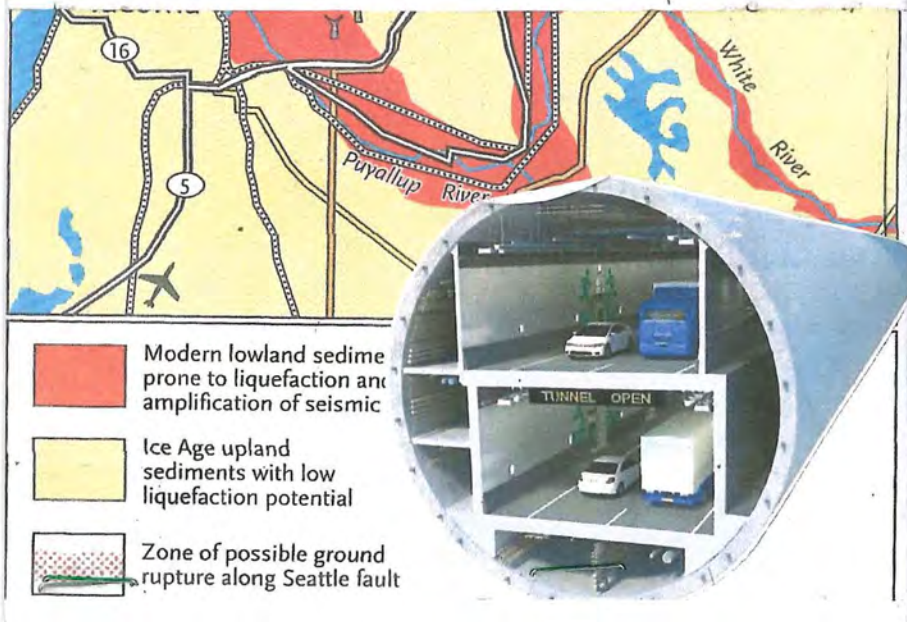 16
White
River
Puyallup
River
5
TUNNEL OPEN
Modern lowland sedime
prone to liquefaction and
amplification of seismic
Ice Age upland
sediments with low
liquefaction potential
Zone of possible ground
rupture along Seattle fault